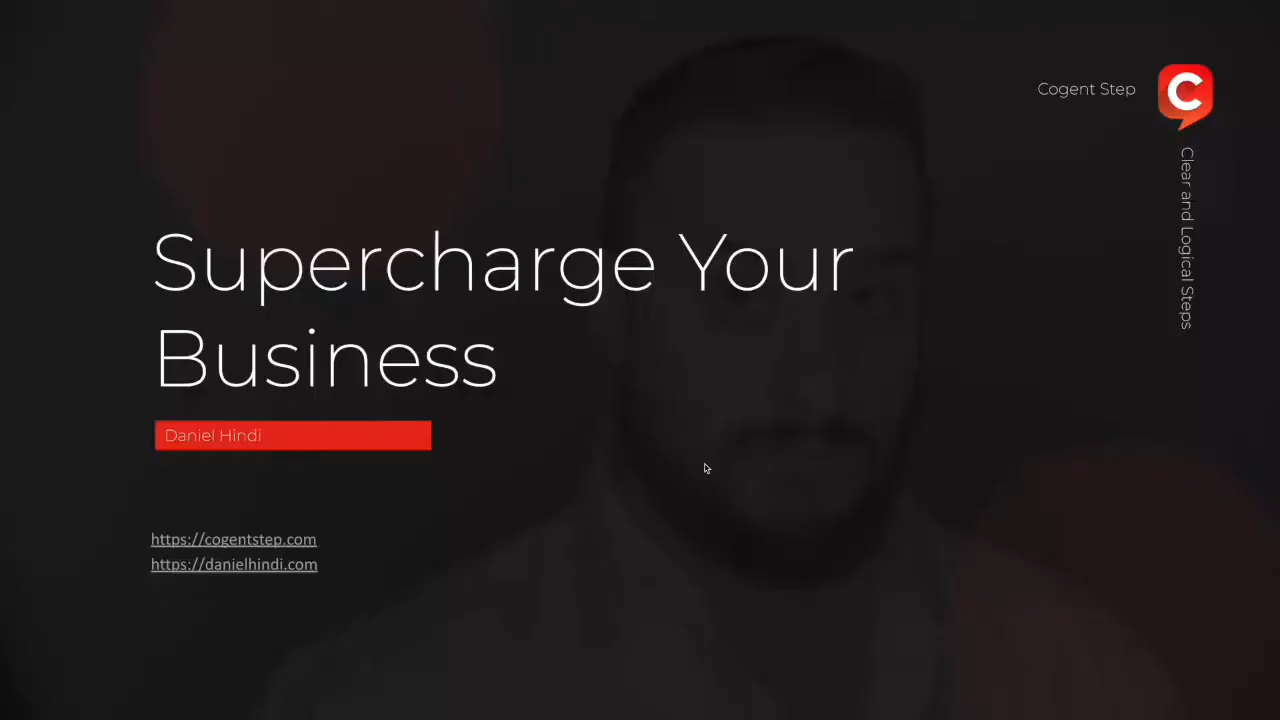 Cogent Step
C
Clear and Logical Steps
Supercharge Your
Business
Daniel Hindi
https://cogentstep.com
https://danielhindi.com